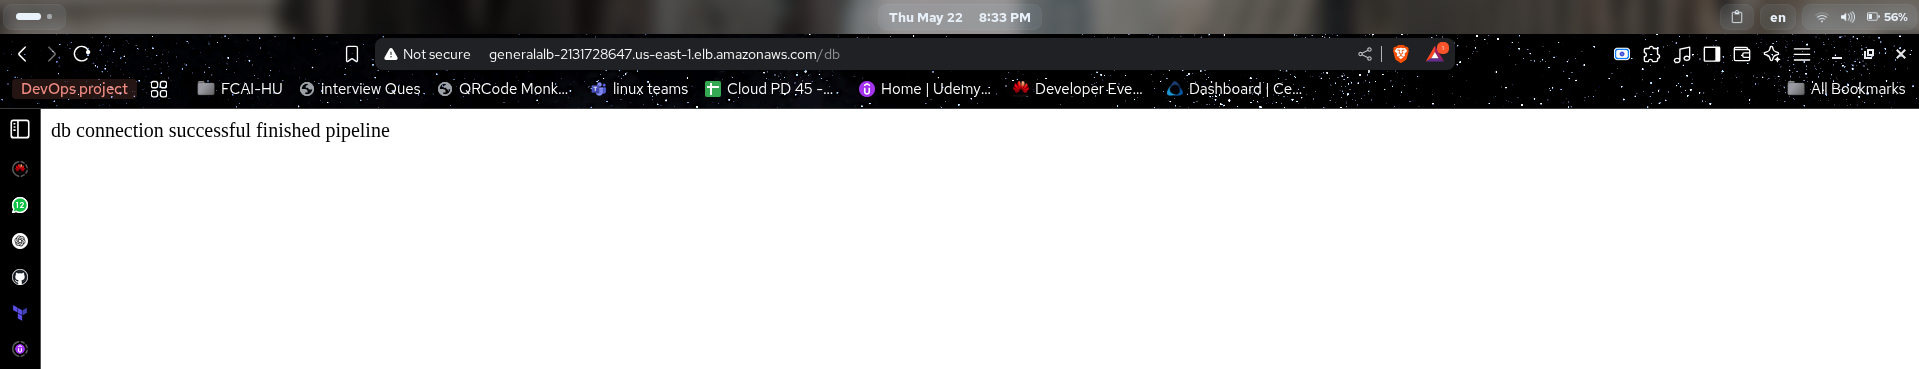 Thu May 22 8:33 PM
en
56%
Not secure generalalb-2131728647.us-east-1.elb.amazonaws.com/db
DevOps project
FCAI-HU
interview Ques
QRCode Monk...
linux teams
Cloud PD 45 -...
Home | Udemy...
Developer Eve...
Dashboard | Ce...
All Bookmarks
db connection successful finished pipeline
12